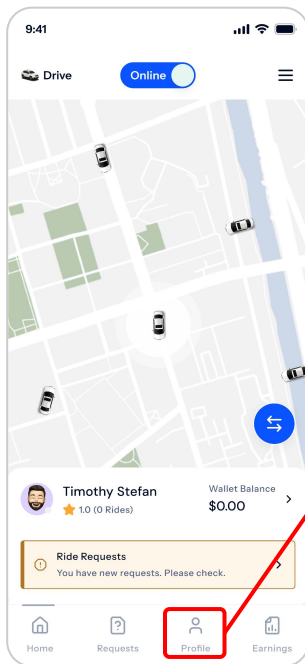 9:41
Drive
Online
Timothy Stefan
1.0 (0 Rides)
Wallet Balance
$0.00
Ride Requests
You have new requests. Please check.
Home
Requests
Profile
Earnings